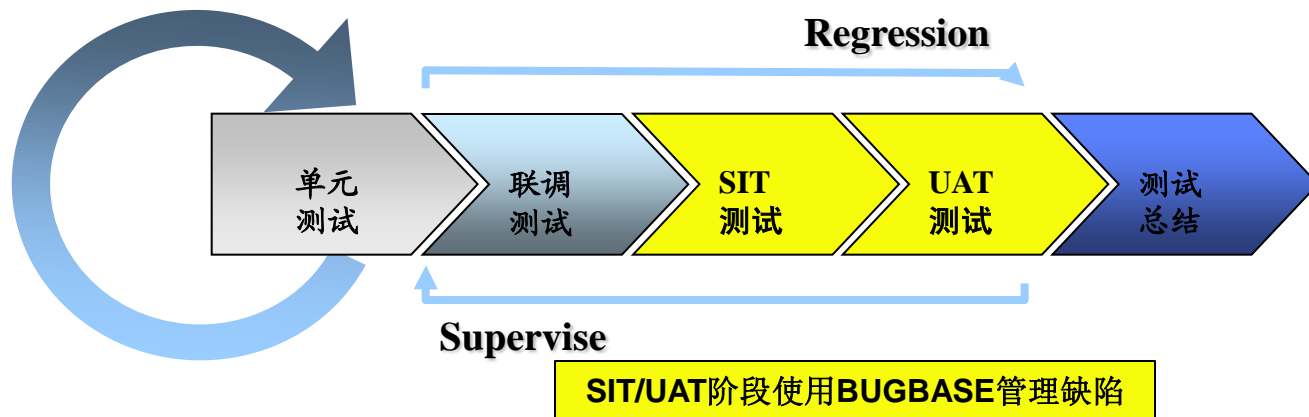 Regression
单元
测试
联调
测试
SIT
测试
UAT
测试
测试
总结
Supervise
SIT/UAT阶段使用BUGBASE管理缺陷